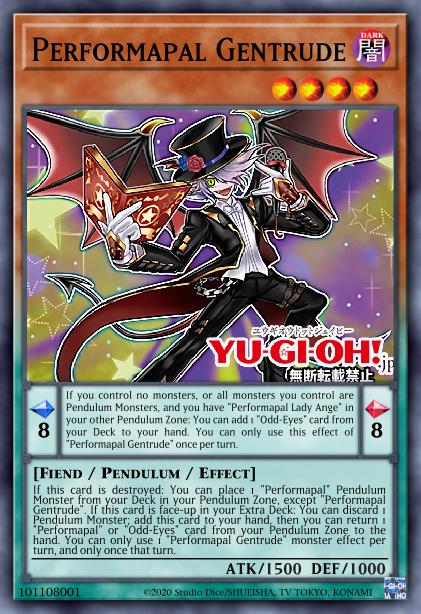 PERFORMAPAL GENTRUDE
DARK
闇
ユウギオウドットジェイピー
YU-GI-OH!
.JP
無断転載禁止
If you control no monsters, or all monsters you control are
Pendulum Monsters, and you have "Performapal Lady Ange" in
your other Pendulum Zone: You can add 1 "Odd-Eyes" card from
your Deck to your hand. You can only use this effect of
"Performapal Gentrude" once per turn.
8
8
[FIEND / PENDULUM / EFFECT]
If this card is destroyed: You can place 1 "Performapal" Pendulum
Monster from your Deck in your Pendulum Zone, except "Performapal
Gentrude". If this card is face-up in your Extra Deck: You can discard 1
Pendulum Monster; add this card to your hand, then you can return 1
"Performapal" or "Odd-Eyes" card from your Pendulum Zone to the
hand. You can only use 1 "Performapal Gentrude" monster effect per
turn, and only once that turn.
ATK/1500 DEF/1000
101108001
©2020 Studio Dice/SHUEISHA, TV TOKYO, KONAMI